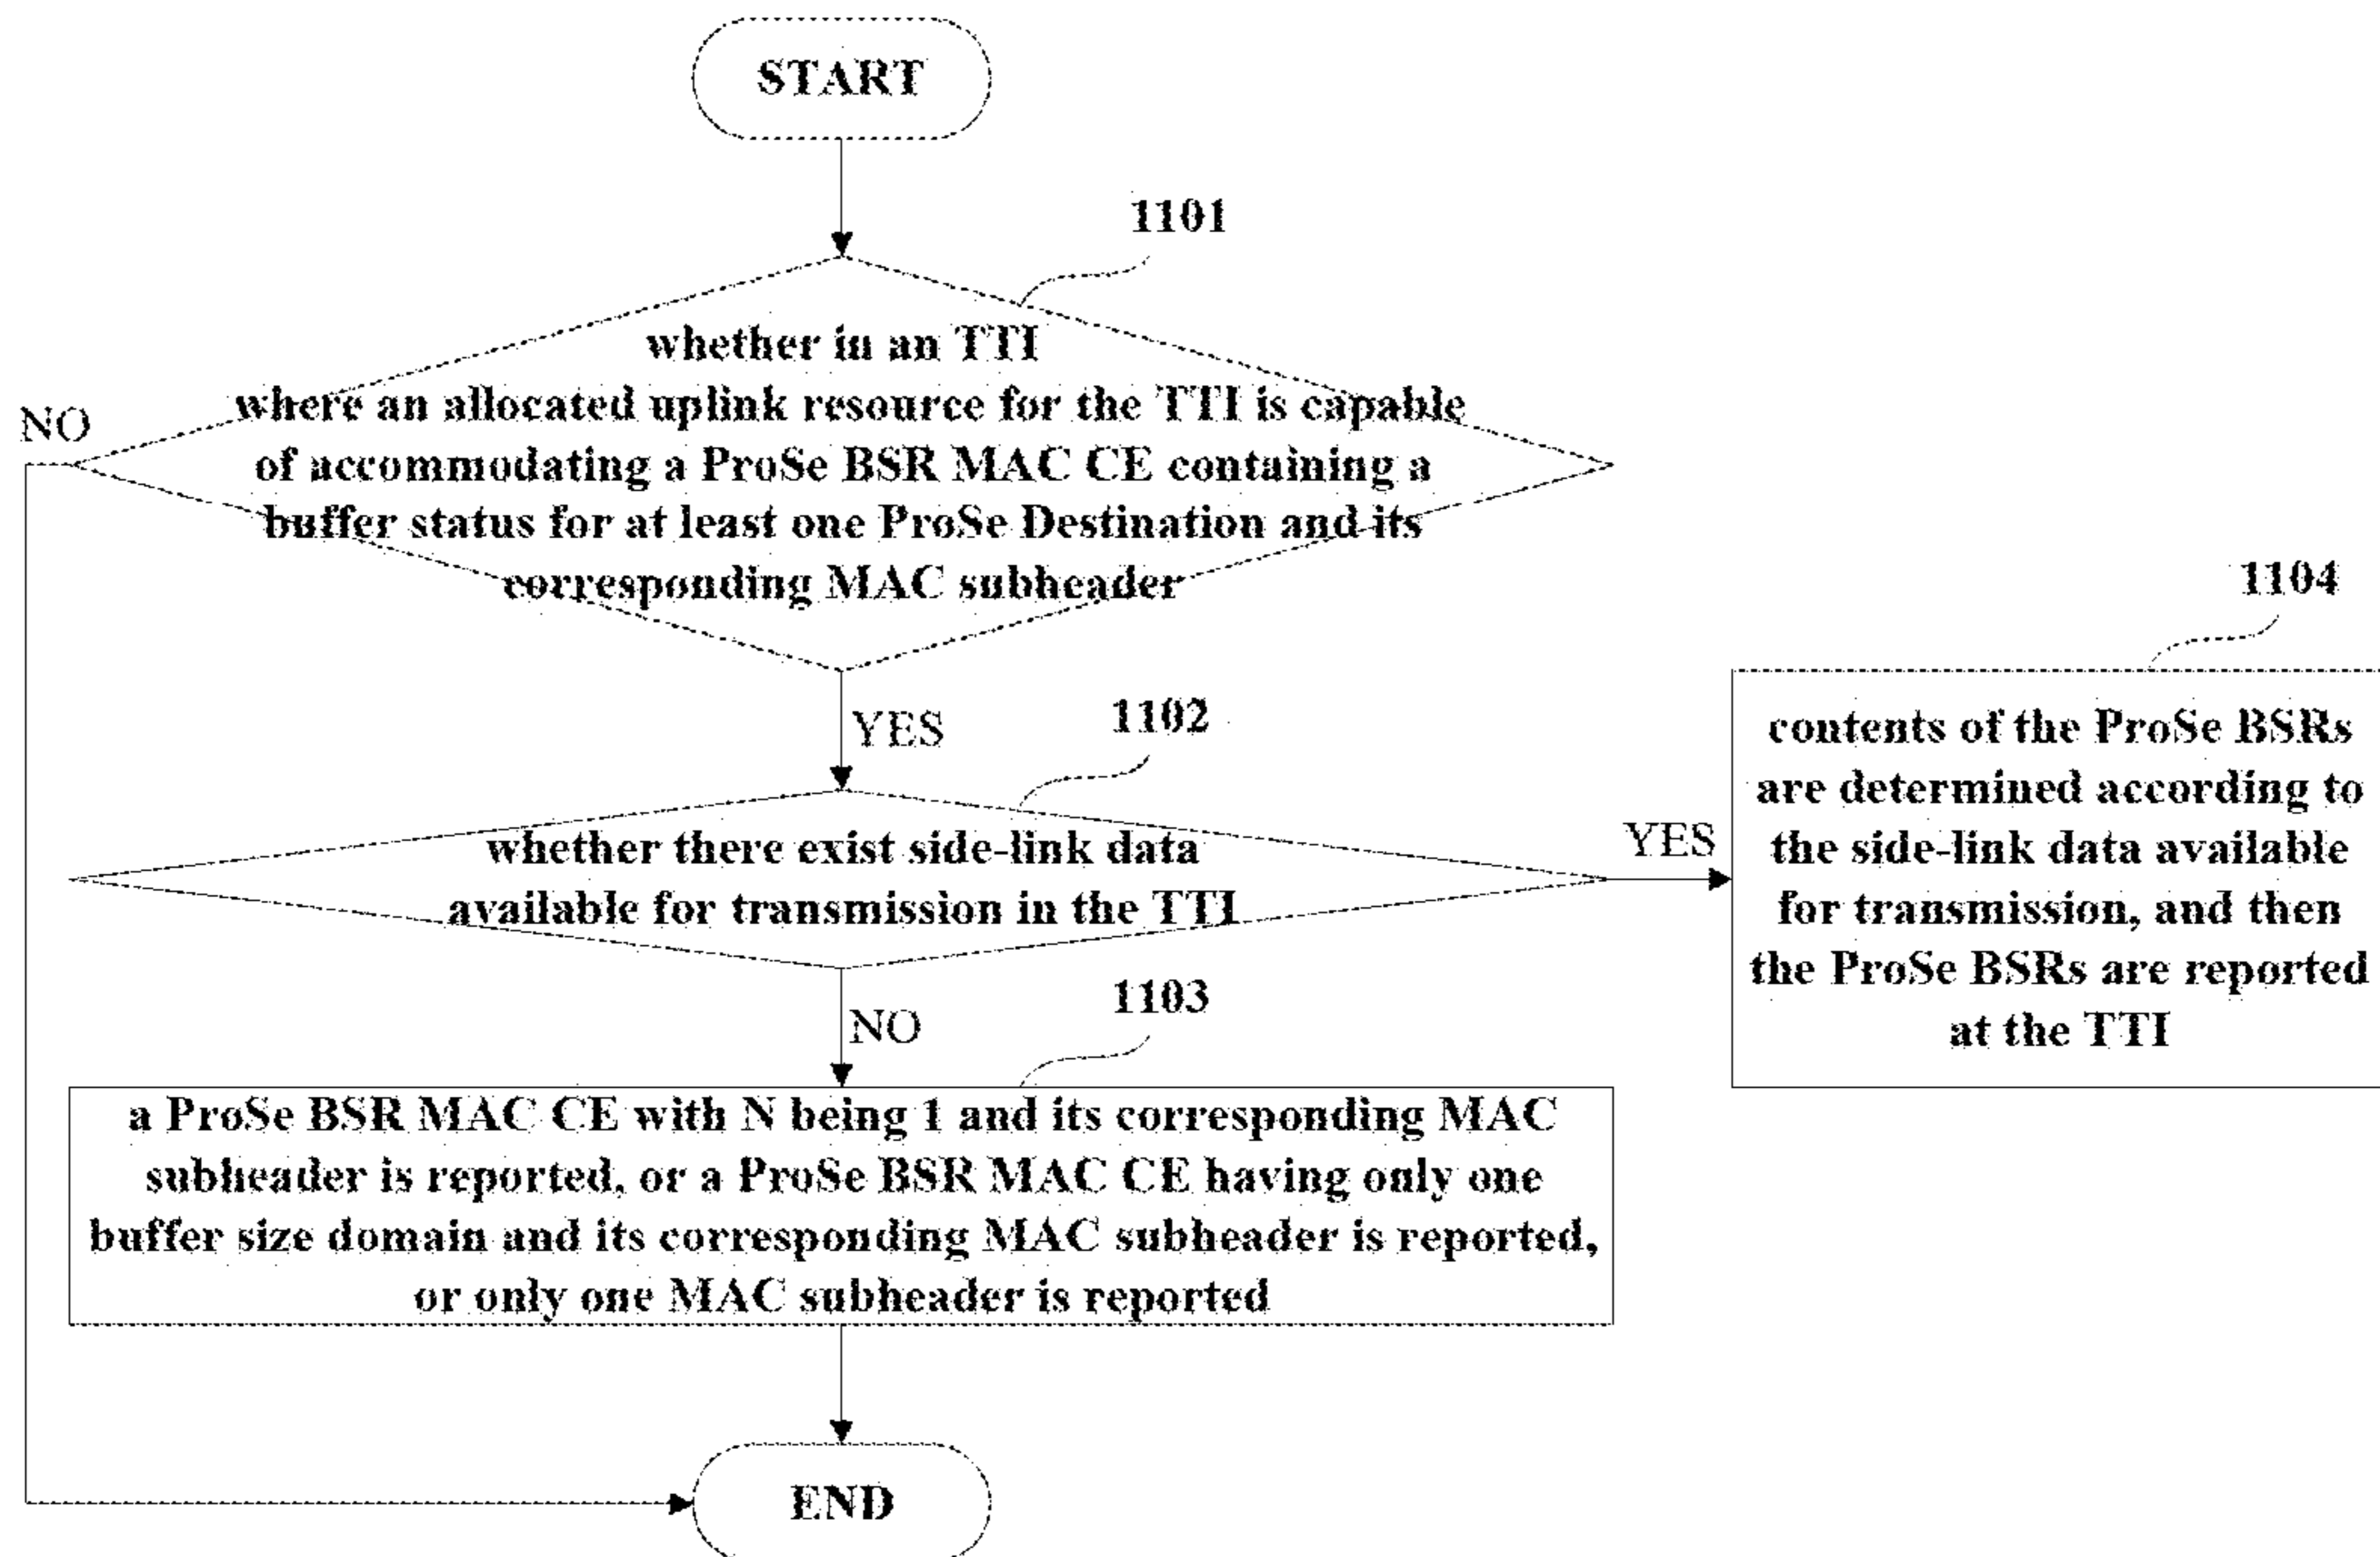 START
1101
whether in an TTI
where an allocated uplink resource for the TTI is capable
of accommodating a ProSe BSR MAC CE containing a
buffer status for at least one ProSe Destination and its
corresponding MAC subheader
NO
YES
1102
whether there exist side-link data
available for transmission in the TTI
YES
1104
contents of the ProSe BSRs
are determined according to
the side-link data available
for transmission, and then
the ProSe BSRs are reported
at the TTI
NO
1103
a ProSe BSR MAC CE with N being 1 and its corresponding MAC
subheader is reported, or a ProSe BSR MAC CE having only one
buffer size domain and its corresponding MAC subheader is reported,
or only one MAC subheader is reported
END